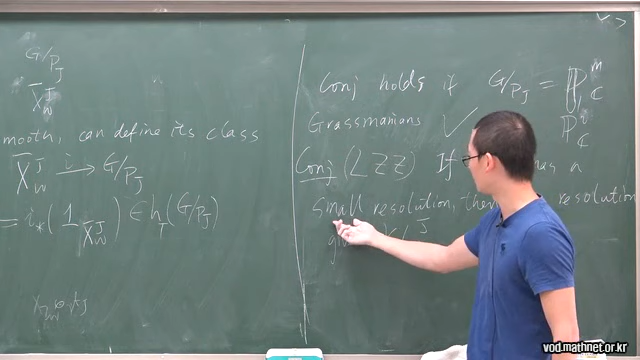 G/P_J
X̄_w^J
mooth, can define its class
X̄_w^J →^i G/P_J
= i_*(1_{X̄_w^J}) ∈ h_T(G/P_J)
Conj holds if G/P_J = P_ℂ^m
Grassmanians ✓ P_ℂ
Conj (LZZ) If has a
small resolution, then resolution
vod.mathnet.or.kr